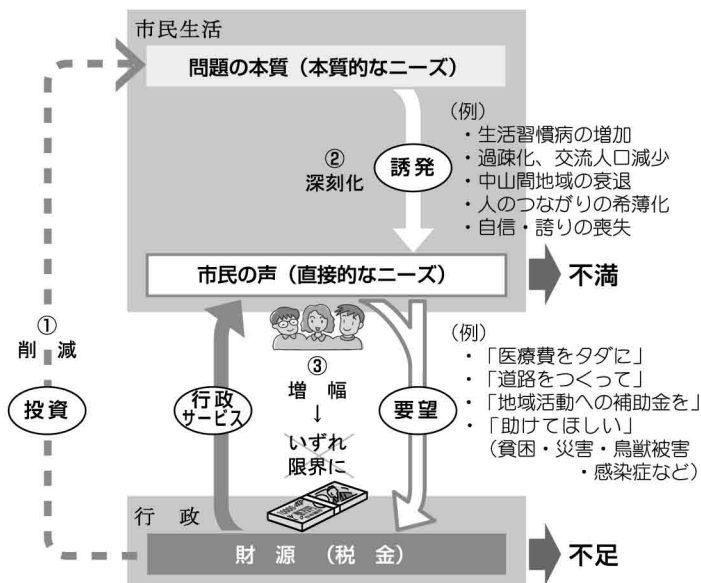 市民生活
問題の本質（本質的なニーズ）
②
深刻化
誘発
（例）
・生活習慣病の増加
・過疎化、交流人口減少
・中山間地域の衰退
・人のつながりの希薄化
・自信・誇りの喪失
市民の声（直接的なニーズ）
不満
①
削 減
投資
行政
サービス
③
増 幅
↓
いずれ
限界に
要望
（例）
・「医療費をタダに」
・「道路をつくって」
・「地域活動への補助金を」
・「助けてほしい」
（貧困・災害・鳥獣被害
・感染症など）
行 政
財 源 （税 金）
不足